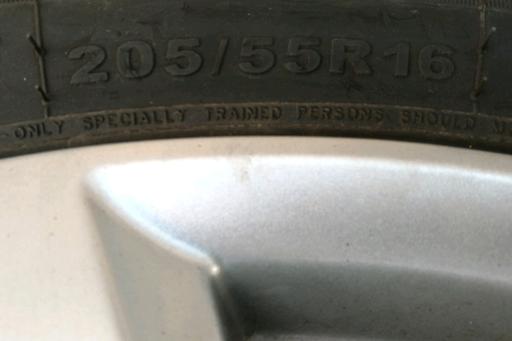 205/55R16
ONLY SPECIALLY TRAINED PERSONS SHOULD